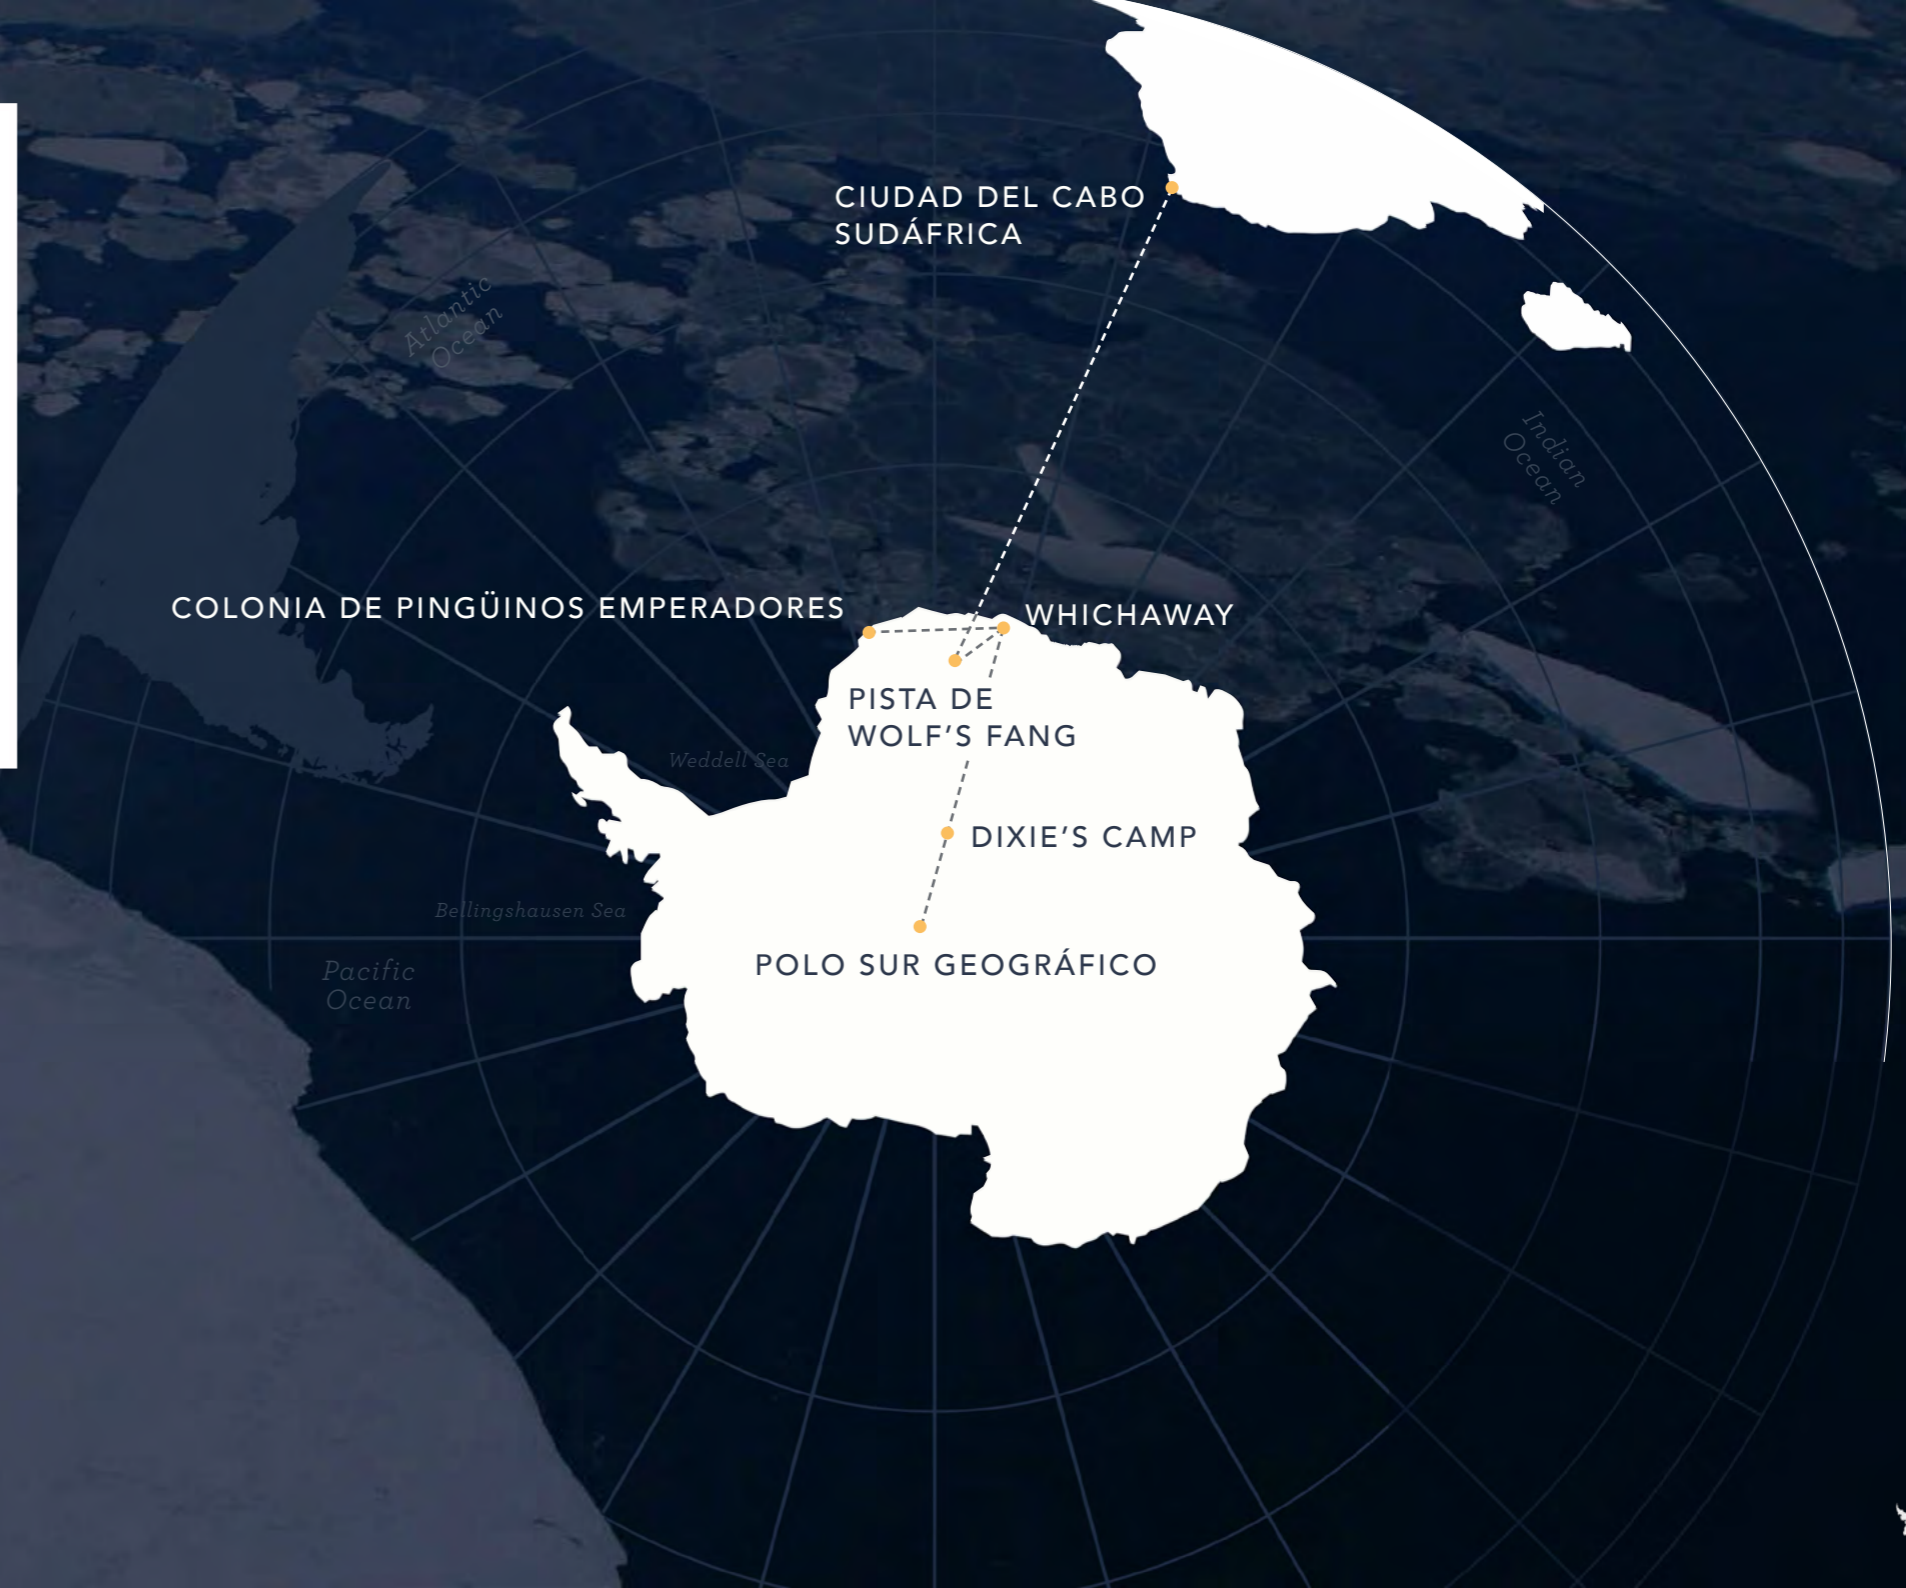 CIUDAD DEL CABO
SUDÁFRICA
Atlantic
Ocean
Indian
Ocean
COLONIA DE PINGÜINOS EMPERADORES
WHICHAWAY
PISTA DE
WOLF’S FANG
Weddell Sea
DIXIE’S CAMP
Bellingshausen Sea
POLO SUR GEOGRÁFICO
Pacific
Ocean